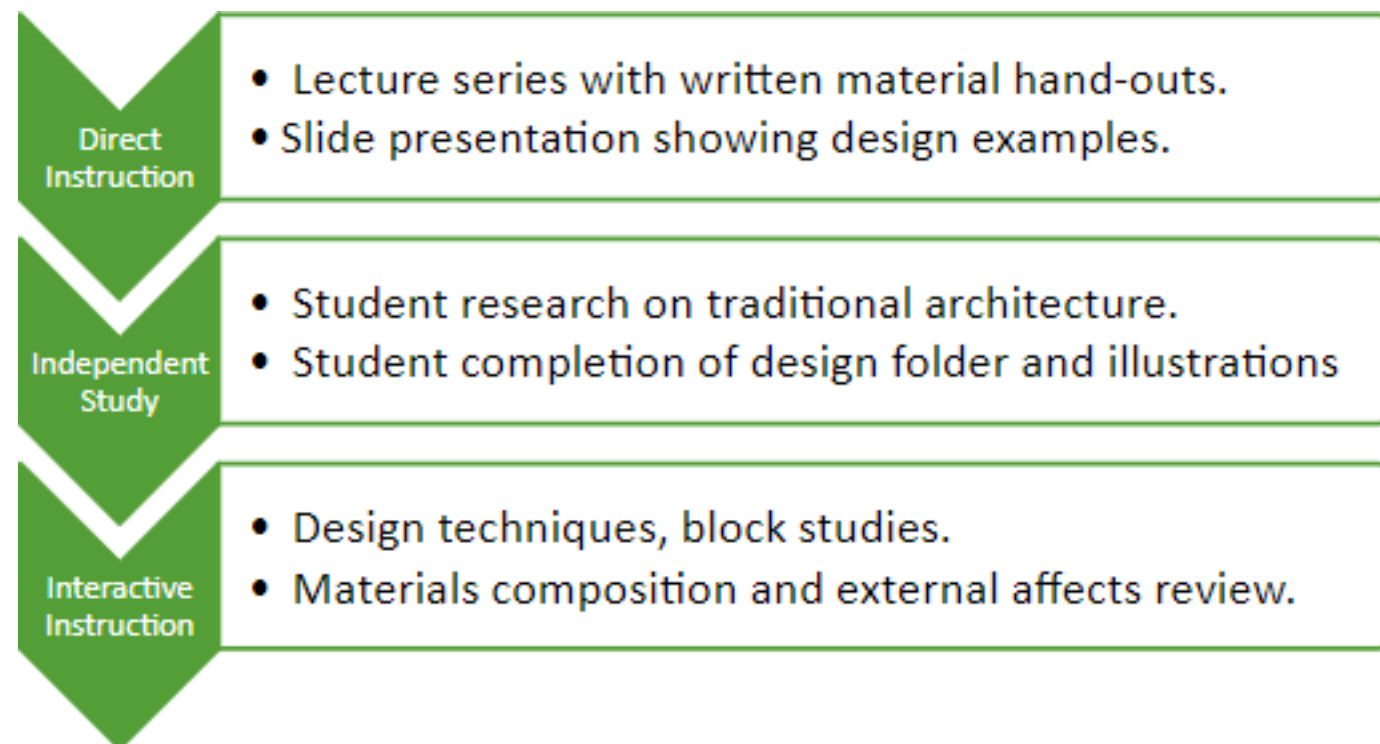 Direct
Instruction
• Lecture series with written material hand-outs.
• Slide presentation showing design examples.
Independent
Study
• Student research on traditional architecture.
• Student completion of design folder and illustrations
Interactive
Instruction
• Design techniques, block studies.
• Materials composition and external affects review.